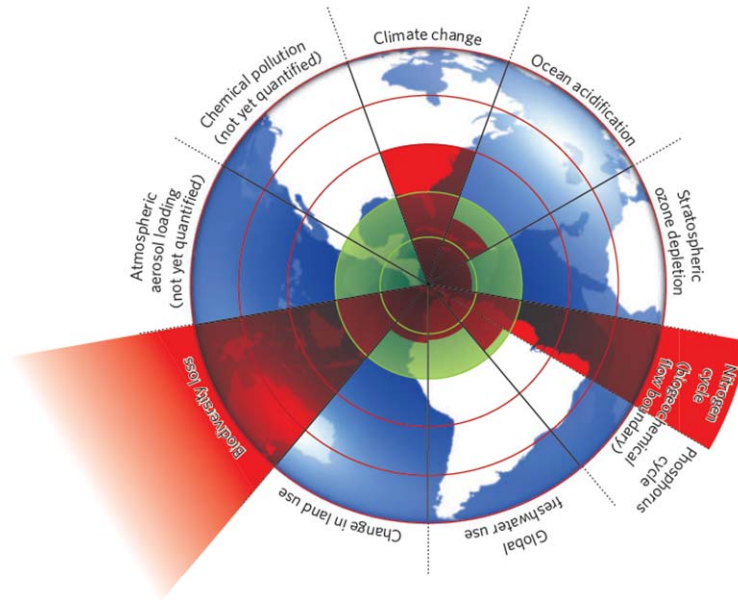 Climate change
Ocean acidification
Stratospheric
ozone depletion
Nitrogen
cycle
(biogeochemical
flow boundary)
Phosphorus
cycle
Global
freshwater use
Change in land use
Biodiversity loss
Atmospheric
aerosol loading
(not yet quantified)
Chemical pollution
(not yet quantified)